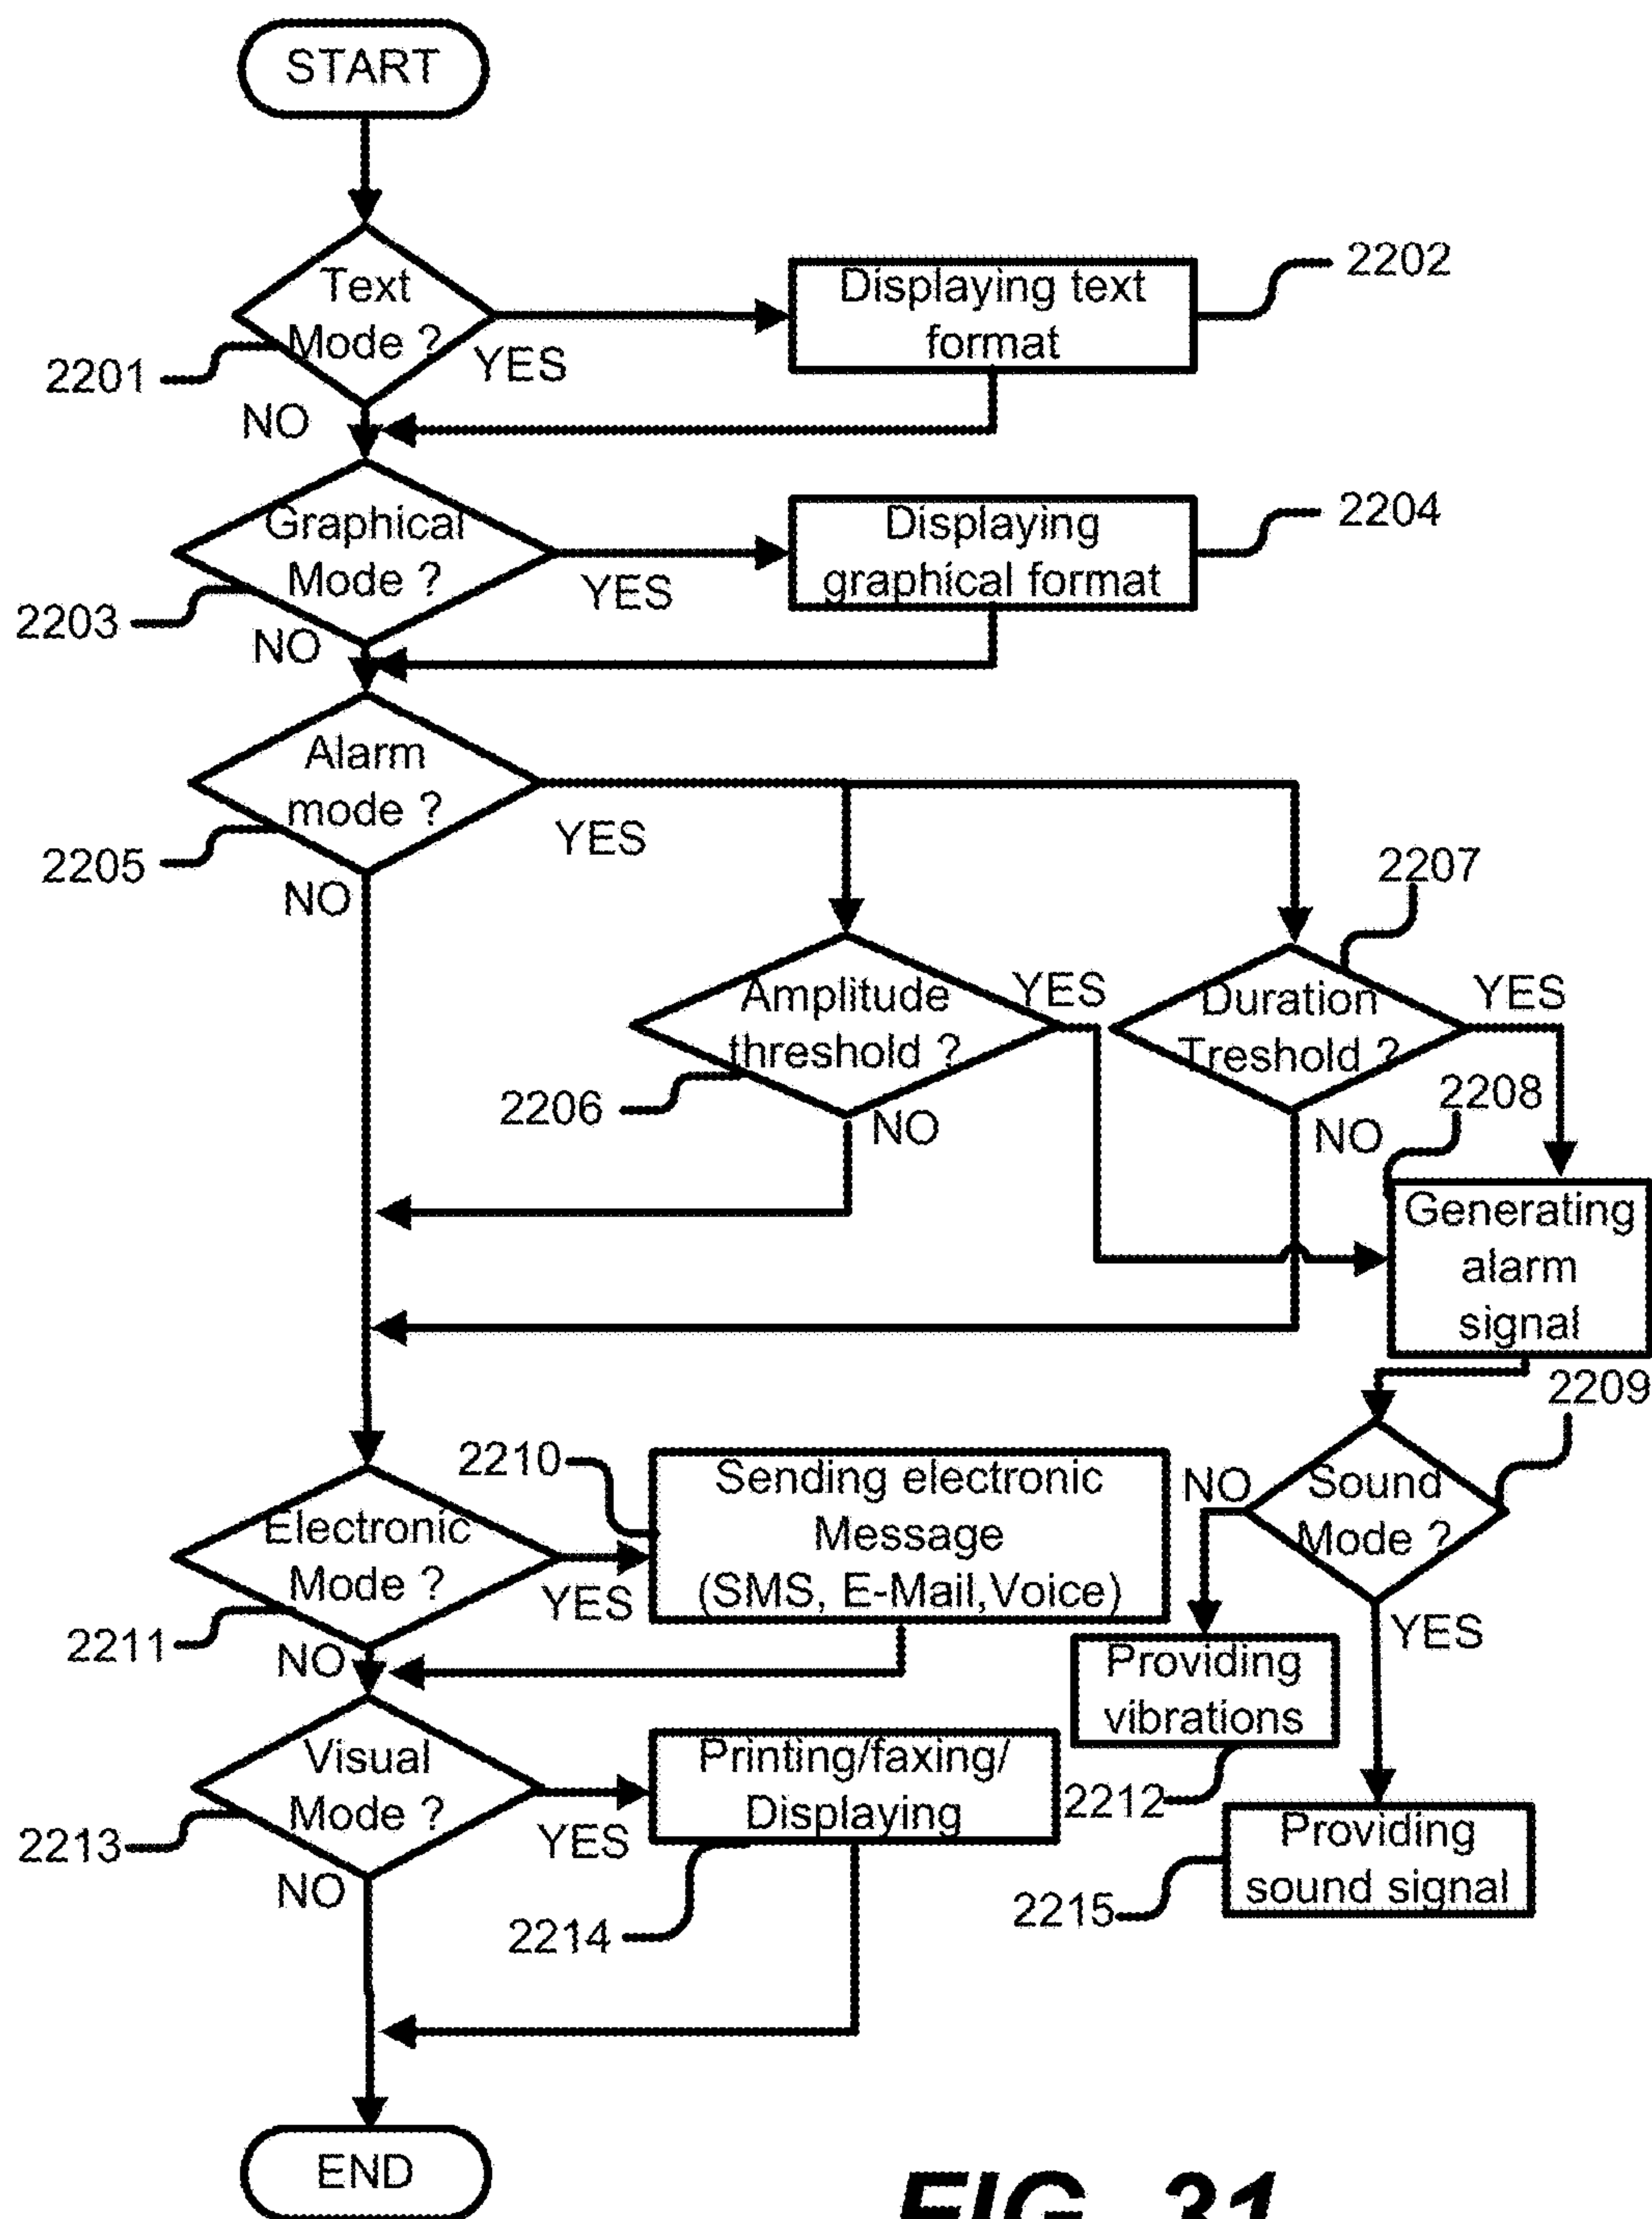 START
Text
Mode ?
2201
YES
NO
Displaying text
format
2202
Graphical
Mode ?
2203
YES
NO
Displaying
graphical format
2204
Alarm
mode ?
2205
YES
NO
2207
Amplitude
threshold ?
YES
2206
NO
Duration
Treshold ?
YES
NO
2208
Generating
alarm
signal
2209
2210
Sending electronic
Message
(SMS, E-Mail,Voice)
NO
Sound
Mode ?
YES
Electronic
Mode ?
YES
2211
NO
Providing
vibrations
2212
Visual
Mode ?
2213
YES
NO
Printing/faxing/
Displaying
2214
Providing
sound signal
2215
END
FIG. 31